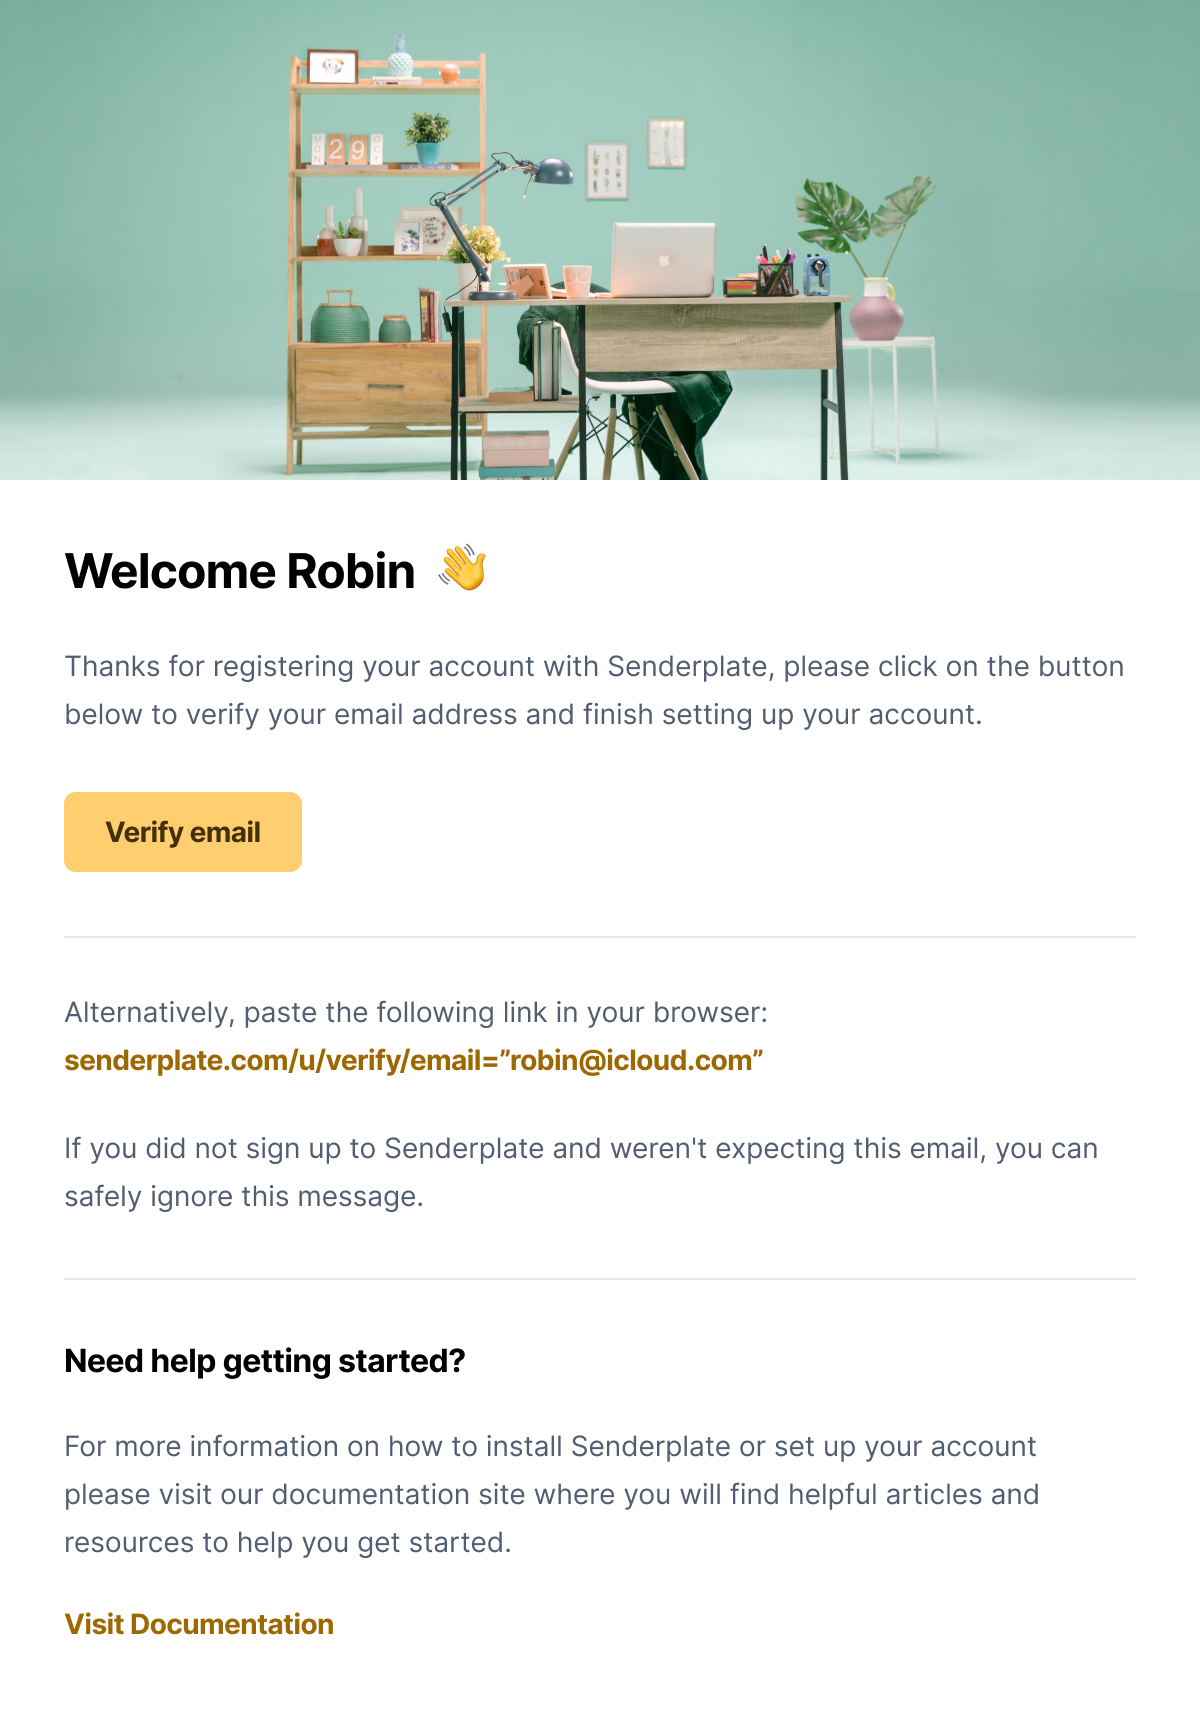 MON
29
OCT
Welcome Robin 👋
Thanks for registering your account with Senderplate, please click on the button
below to verify your email address and finish setting up your account.
Verify email
Alternatively, paste the following link in your browser:
senderplate.com/u/verify/email=”robin@icloud.com”
If you did not sign up to Senderplate and weren't expecting this email, you can
safely ignore this message.
Need help getting started?
For more information on how to install Senderplate or set up your account
please visit our documentation site where you will find helpful articles and
resources to help you get started.
Visit Documentation